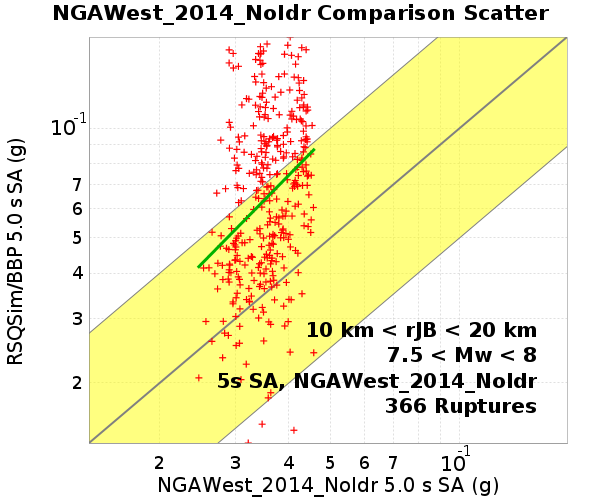 NGAWest_2014_NoIdr Comparison Scatter
RSQSim/BBP 5.0 s SA (g)
10-1
7
6
5
4
3
2
10 km < rJB < 20 km
7.5 < Mw < 8
5s SA, NGAWest_2014_NoIdr
366 Ruptures
2 3 4 5 6 7 10-1
NGAWest_2014_NoIdr 5.0 s SA (g)